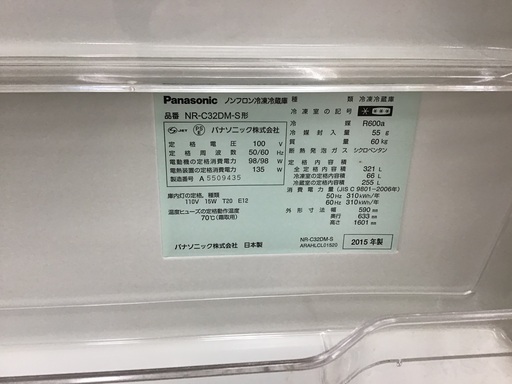 Panasonic ノンフロン冷凍冷蔵庫
品番 NR-C32DM-S形
JET PS E パナソニック株式会社
定格電圧 100 V
定格周波数 50/60 Hz
電動機の定格消費電力 98/98 W
電熱装置の定格消費電力 135 W
製造番号 A 5509435
庫内灯の定格、種類
110V 15W T20 E12
温度ヒューズの定格動作温度
70℃(霜取用)
パナソニック株式会社 日本製
種類 冷凍冷蔵庫
冷凍室の記号
冷媒 R600a
冷媒封入量 55 g
質量 60 kg
断熱発泡ガス シクロペンタン
定格内容積 -
全定格内容積 321 L
冷凍室の定格内容積 66 L
冷蔵室の定格内容積 255 L
消費電力量(JIS C 9801-2006年)
50Hz 310 kWh/年
60Hz 310 kWh/年
外形寸法 幅 590 mm
奥行 633 mm
高さ 1601 mm
NR-C32DM-S
ARAHLCL01S20
2015 年製